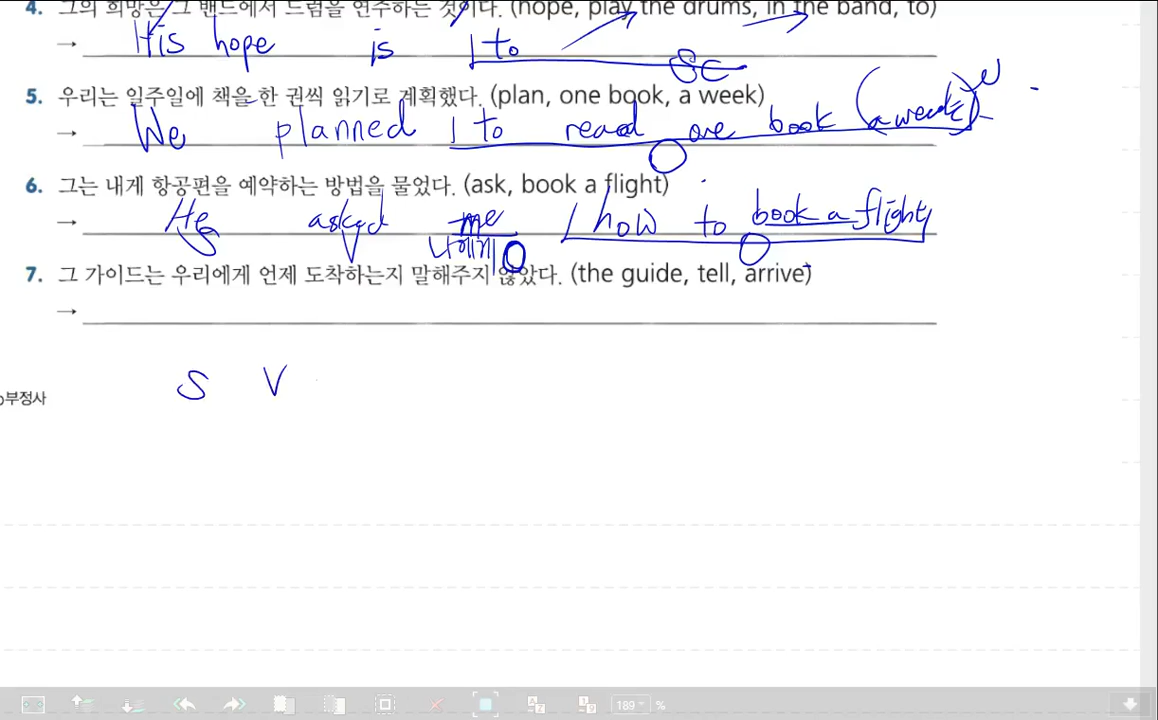 4. 그의 희망은 그 밴드에서 드럼을 연주하는 것이다. (hope, play the drums, in the band, to)
→ His hope is to
SC
5. 우리는 일주일에 책을 한 권씩 읽기로 계획했다. (plan, one book, a week)
→ We planned to read one book (a week)
6. 그는 내게 항공편을 예약하는 방법을 물었다. (ask, book a flight)
→ He asked me how to book a flight
S V 나에게 O O
7. 그 가이드는 우리에게 언제 도착하는지 말해주지 않았다. (the guide, tell, arrive)
→
S V
부정사
189 %